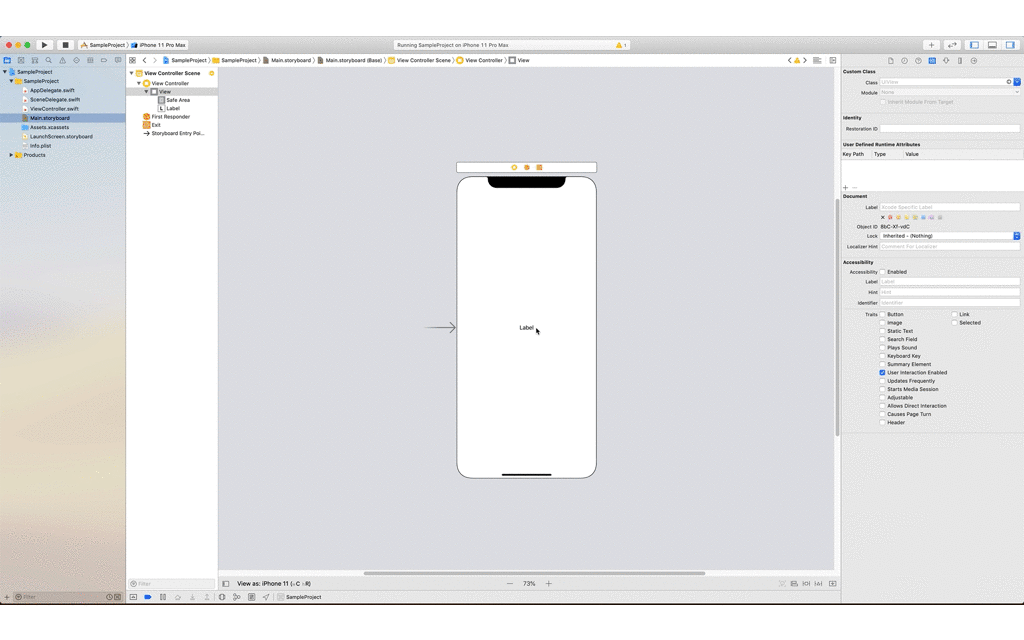 SampleProject
iPhone 11 Pro Max
Running SampleProject on iPhone 11 Pro Max
1
SampleProject
SampleProject
Main.storyboard
Main.storyboard (Base)
View Controller Scene
View Controller
View
SampleProject
SampleProject
AppDelegate.swift
SceneDelegate.swift
ViewController.swift
Main.storyboard
Assets.xcassets
LaunchScreen.storyboard
Info.plist
Products
View Controller Scene
View Controller
View
Safe Area
L Label
First Responder
Exit
Storyboard Entry Poi...
Label
Custom Class
Class UIView
Module None
Inherit Module From Target
Identity
Restoration ID
User Defined Runtime Attributes
Key Path Type Value
Document
Label Xcode Specific Label
Object ID 8bC-Xf-vdC
Lock Inherited - (Nothing)
Localizer Hint Comment For Localizer
Accessibility
Accessibility Enabled
Label Label
Hint Hint
Identifier Identifier
Traits Button Link
Image Selected
Static Text
Search Field
Plays Sound
Keyboard Key
Summary Element
User Interaction Enabled
Updates Frequently
Starts Media Session
Adjustable
Allows Direct Interaction
Causes Page Turn
Header
Filter
View as: iPhone 11 (wC hR)
73%
Filter
SampleProject